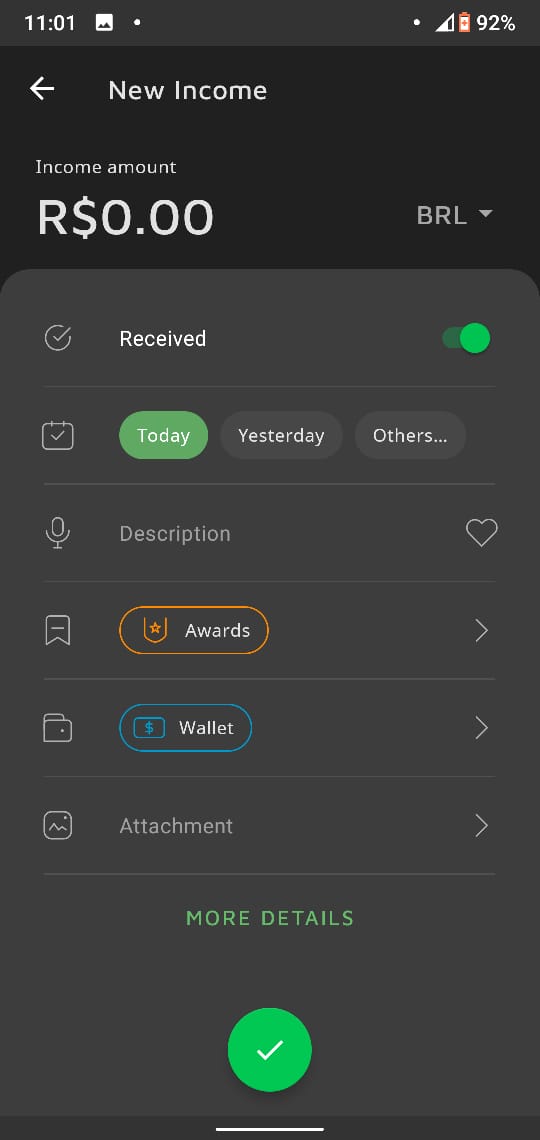 11:01 92%
New Income
Income amount
R$0.00 BRL
Received
Today Yesterday Others...
Description
Awards
$ Wallet
Attachment
MORE DETAILS